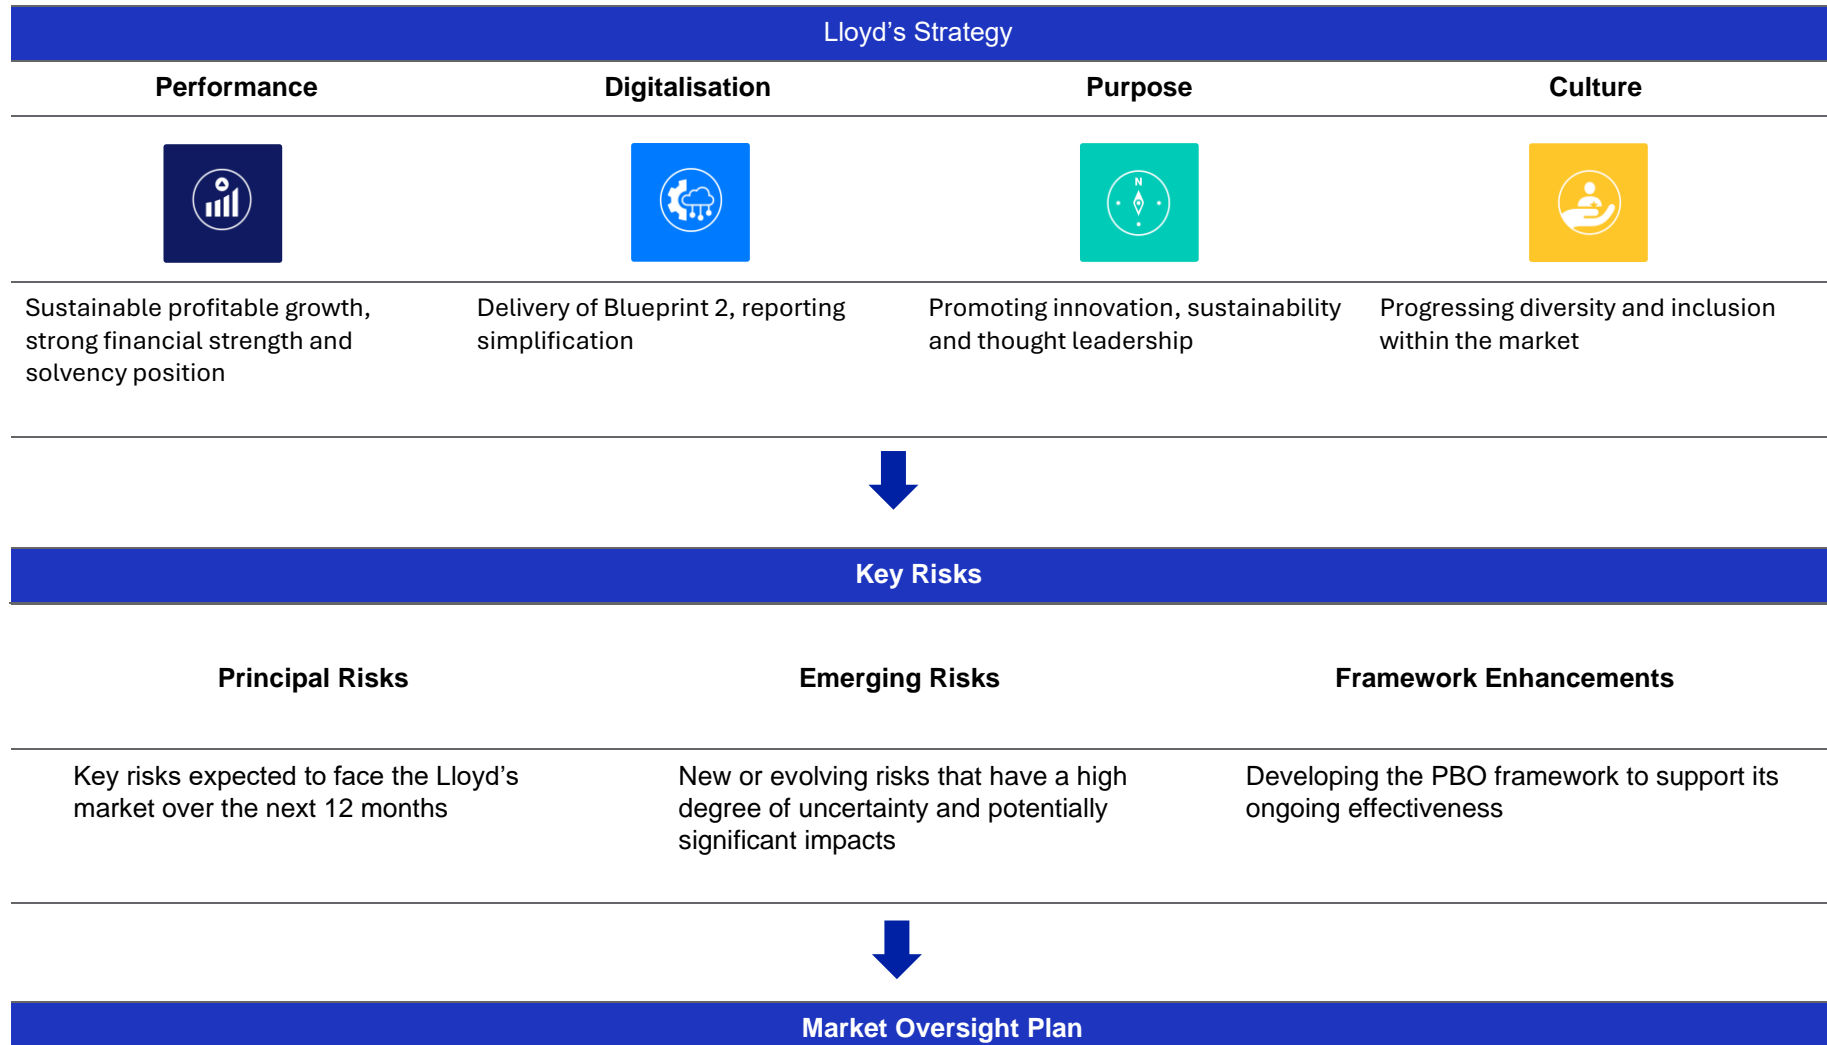 Lloyd's Strategy
Performance
Digitalisation
Purpose
Culture
N
Sustainable profitable growth,
strong financial strength and
solvency position
Delivery of Blueprint 2, reporting
simplification
Promoting innovation, sustainability
and thought leadership
Progressing diversity and inclusion
within the market
Key Risks
Principal Risks
Emerging Risks
Framework Enhancements
Key risks expected to face the Lloyd's
market over the next 12 months
New or evolving risks that have a high
degree of uncertainty and potentially
significant impacts
Developing the PBO framework to support its
ongoing effectiveness
Market Oversight Plan